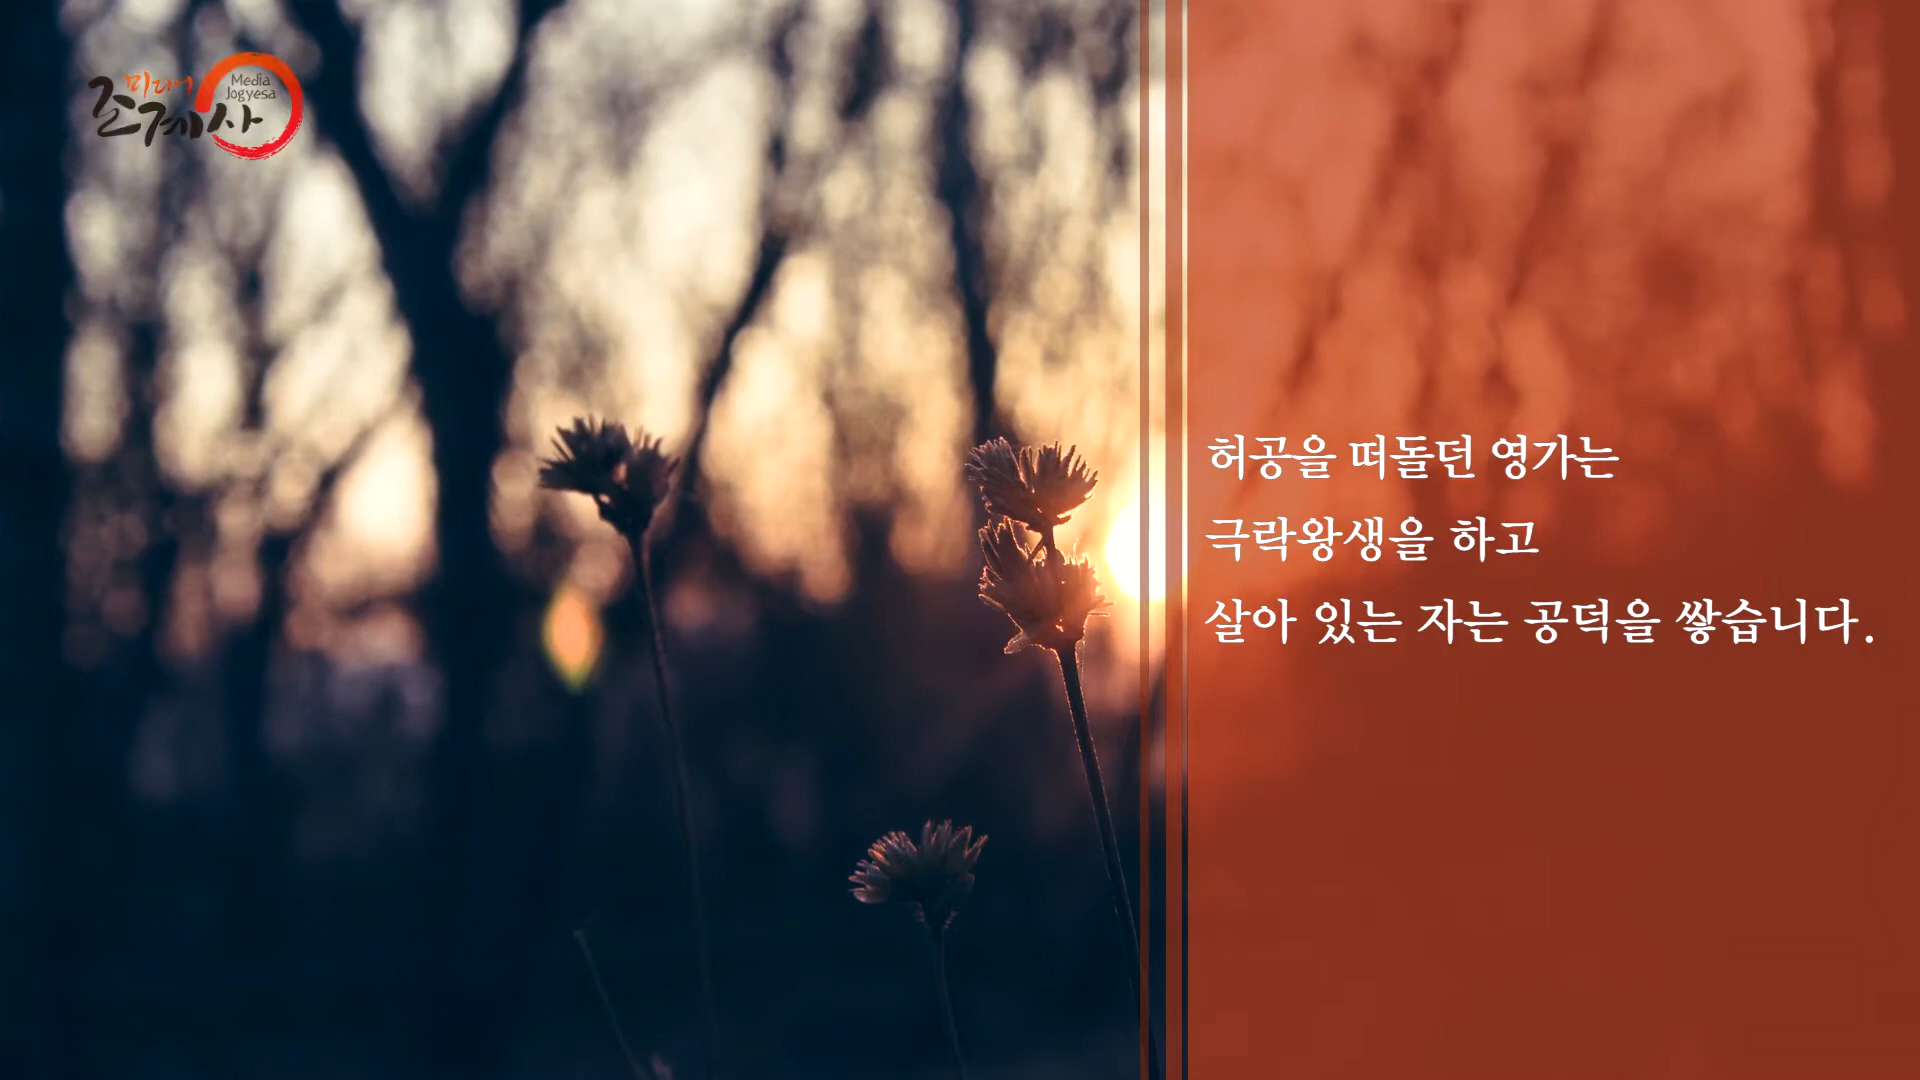 미디어
조계사
Media
Jogyesa
허공을 떠돌던 영가는
극락왕생을 하고
살아 있는 자는 공덕을 쌓습니다.